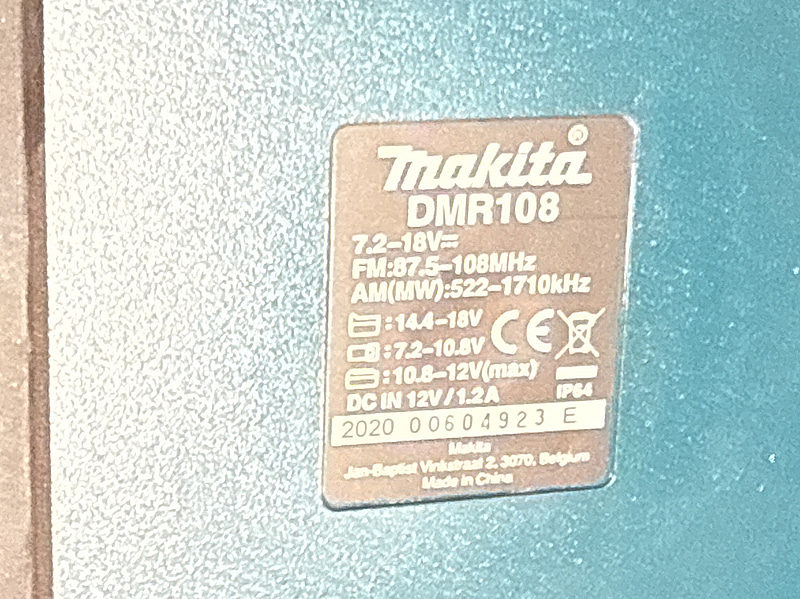 makita®
DMR108
7.2–18V⎓
FM:87.5–108MHz
AM(MW):522–1710kHz
:14.4–18V
CE
:7.2–10.8V
:10.8–12V(max)
DC IN 12V/1.2A
IP64
2020 00604923 E
Makita
Jan-Baptist Vinkstraat 2, 3070, Belgium
Made in China